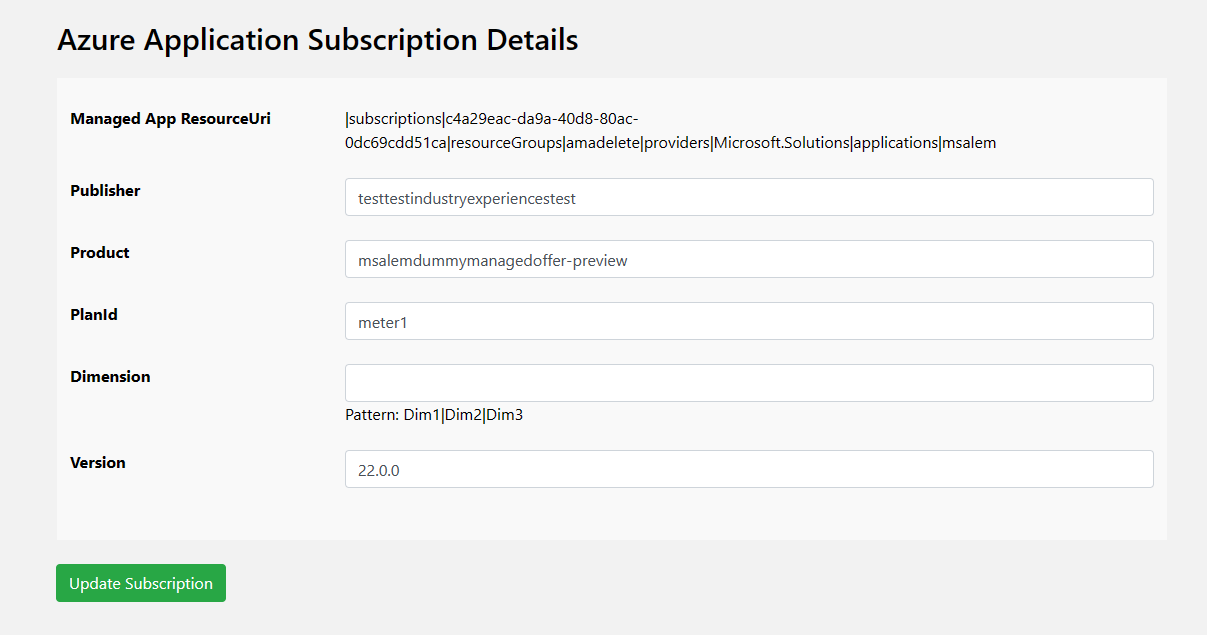 Azure Application Subscription Details
Managed App ResourceUri
|subscriptions|c4a29eac-da9a-40d8-80ac-
0dc69cdd51ca|resourceGroups|amadelete|providers|Microsoft.Solutions|applications|msalem
Publisher
testtestindustryexperiencestest
Product
msalemdummymanagedoffer-preview
PlanId
meter1
Dimension
Pattern: Dim1|Dim2|Dim3
Version
22.0.0
Update Subscription